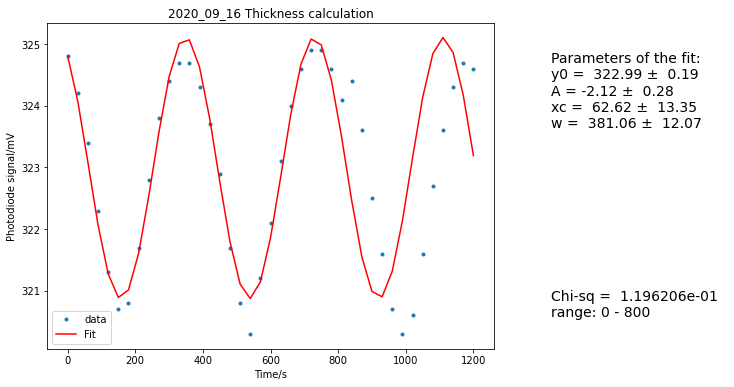 2020_09_16 Thickness calculation
325
324
323
322
321
Photodiode signal/mV
data
Fit
0
200
400
600
800
1000
1200
Time/s
Parameters of the fit:
y0 =  322.99 ±  0.19
A = -2.12 ±  0.28
xc =  62.62 ±  13.35
w =  381.06 ±  12.07
Chi-sq =  1.196206e-01
range: 0 - 800